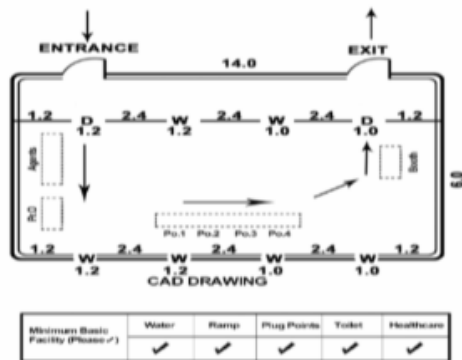 ENTRANCE EXIT
14.0
1.2 D 2.4 W 2.4 W 2.4 D 1.2
1.2 1.2 1.0 1.0
Agents
Booth
6.0
Pr.O
Po.1 Po.2 Po.3 Po.4
1.2 W 2.4 W 2.4 W 2.4 W 1.2
1.2 1.2 1.0 1.0
CAD DRAWING
Minimum Basic Facility (Please✓) Water Ramp Plug Points Toilet Healthcare
✓ ✓ ✓ ✓ ✓